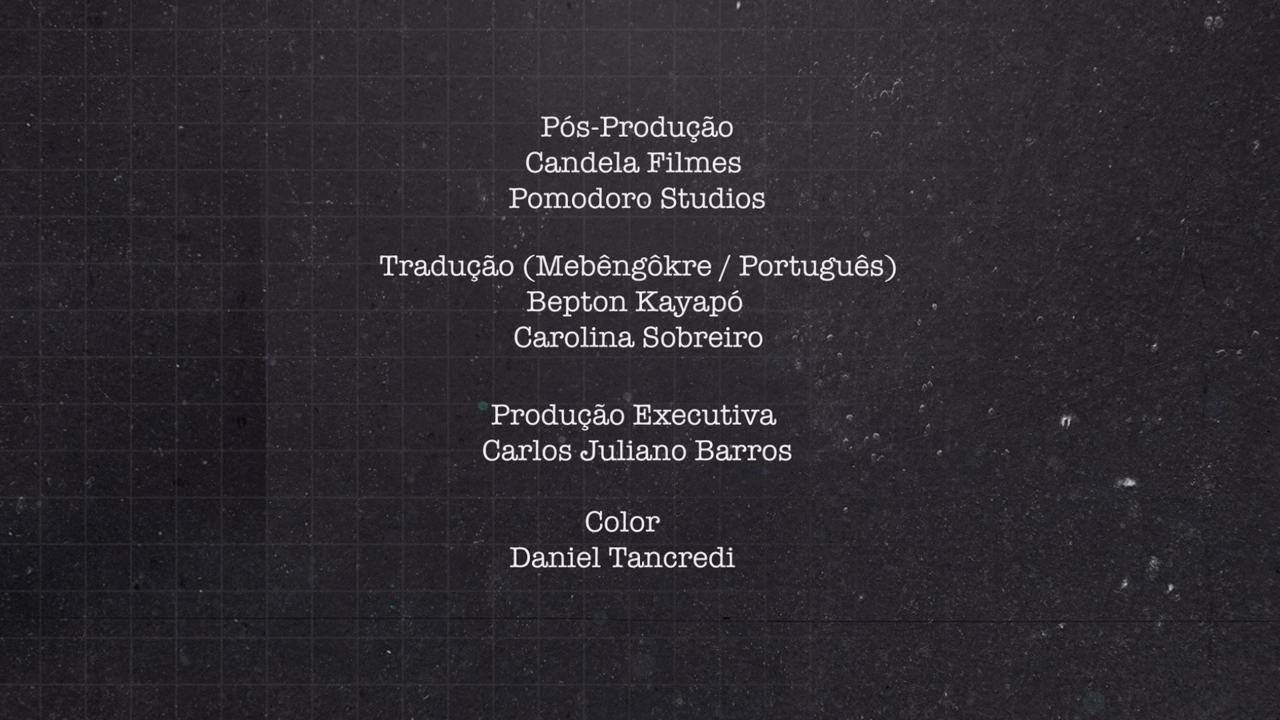 Pós-Produção
Candela Filmes
Pomodoro Studios
Tradução (Mebêngôkre / Português)
Bepton Kayapó
Carolina Sobreiro
Produção Executiva
Carlos Juliano Barros
Color
Daniel Tancredi